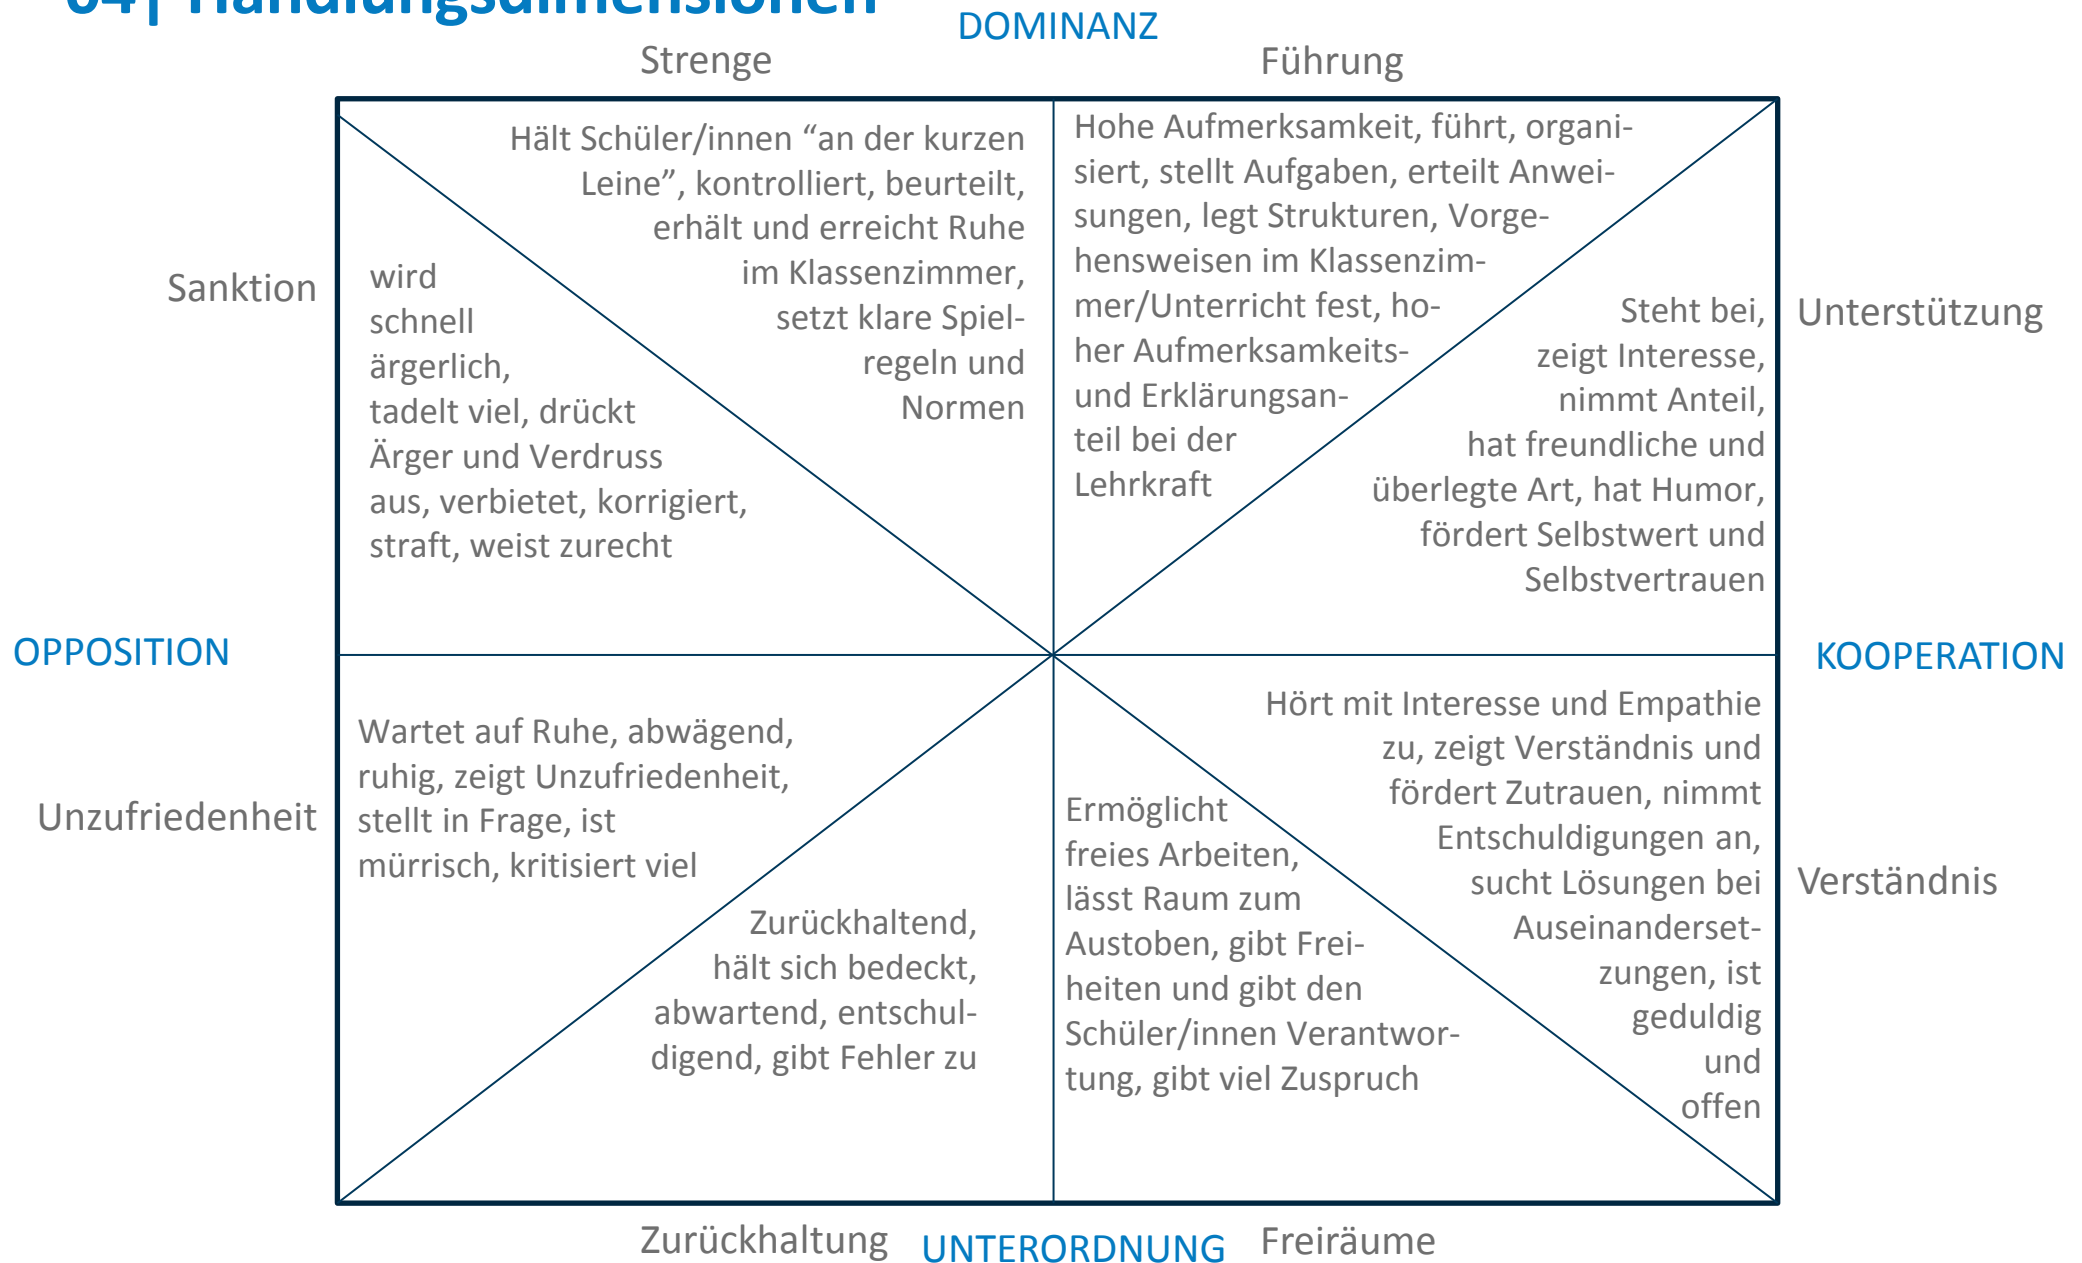 04| Handlungsdimensionen
DOMINANZ
Strenge
Führung
Hält Schüler/innen “an der kurzen
Leine”, kontrolliert, beurteilt,
erhält und erreicht Ruhe
im Klassenzimmer,
setzt klare Spiel-
regeln und
Normen
Hohe Aufmerksamkeit, führt, organi-
siert, stellt Aufgaben, erteilt Anwei-
sungen, legt Strukturen, Vorge-
hensweisen im Klassenzim-
mer/Unterricht fest, ho-
her Aufmerksamkeits-
und Erklärungsan-
teil bei der
Lehrkraft
Sanktion
wird
schnell
ärgerlich,
tadelt viel, drückt
Ärger und Verdruss
aus, verbietet, korrigiert,
straft, weist zurecht
Steht bei,
zeigt Interesse,
nimmt Anteil,
hat freundliche und
überlegte Art, hat Humor,
fördert Selbstwert und
Selbstvertrauen
Unterstützung
OPPOSITION
KOOPERATION
Unzufriedenheit
Wartet auf Ruhe, abwägend,
ruhig, zeigt Unzufriedenheit,
stellt in Frage, ist
mürrisch, kritisiert viel
Zurückhaltend,
hält sich bedeckt,
abwartend, entschul-
digend, gibt Fehler zu
Ermöglicht
freies Arbeiten,
lässt Raum zum
Austoben, gibt Frei-
heiten und gibt den
Schüler/innen Verantwor-
tung, gibt viel Zuspruch
Hört mit Interesse und Empathie
zu, zeigt Verständnis und
fördert Zutrauen, nimmt
Entschuldigungen an,
sucht Lösungen bei
Auseinanderset-
zungen, ist
geduldig
und
offen
Verständnis
Zurückhaltung
UNTERORDNUNG
Freiräume